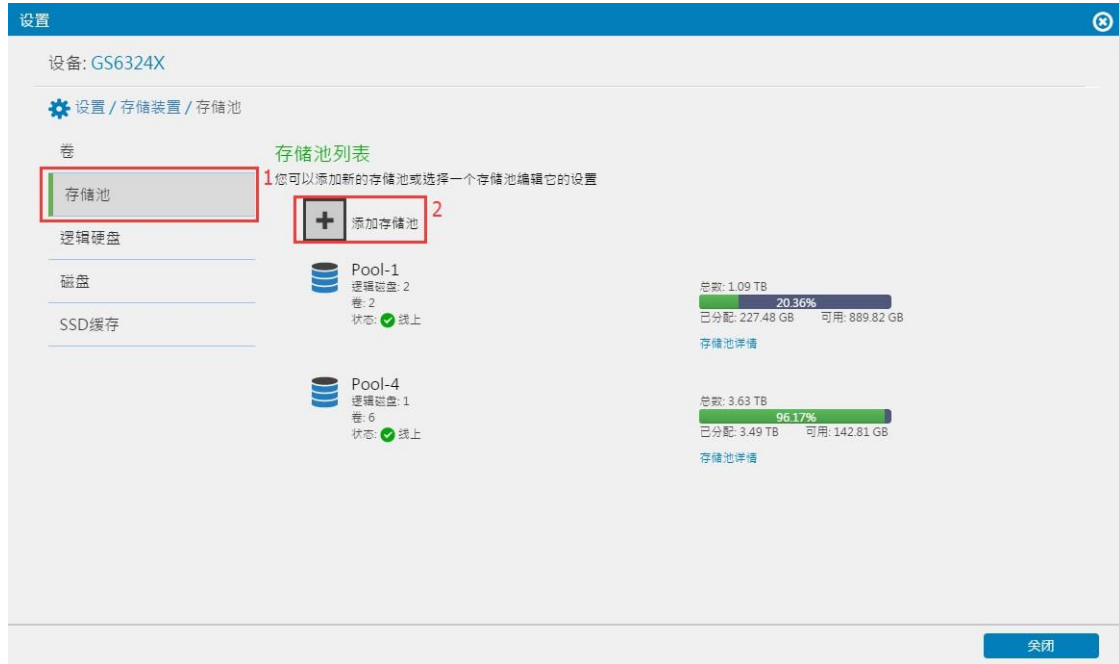 设置
设备: GS6324X
设置 / 存储装置 / 存储池
卷
存储池
逻辑硬盘
磁盘
SSD缓存
存储池列表
1 您可以添加新的存储池或选择一个存储池编辑它的设置
添加存储池 2
Pool-1
逻辑磁盘: 2
卷: 2
状态: 线上
总数: 1.09 TB
20.36%
已分配: 227.48 GB 可用: 889.82 GB
存储池详情
Pool-4
逻辑磁盘: 1
卷: 6
状态: 线上
总数: 3.63 TB
96.17%
已分配: 3.49 TB 可用: 142.81 GB
存储池详情
关闭